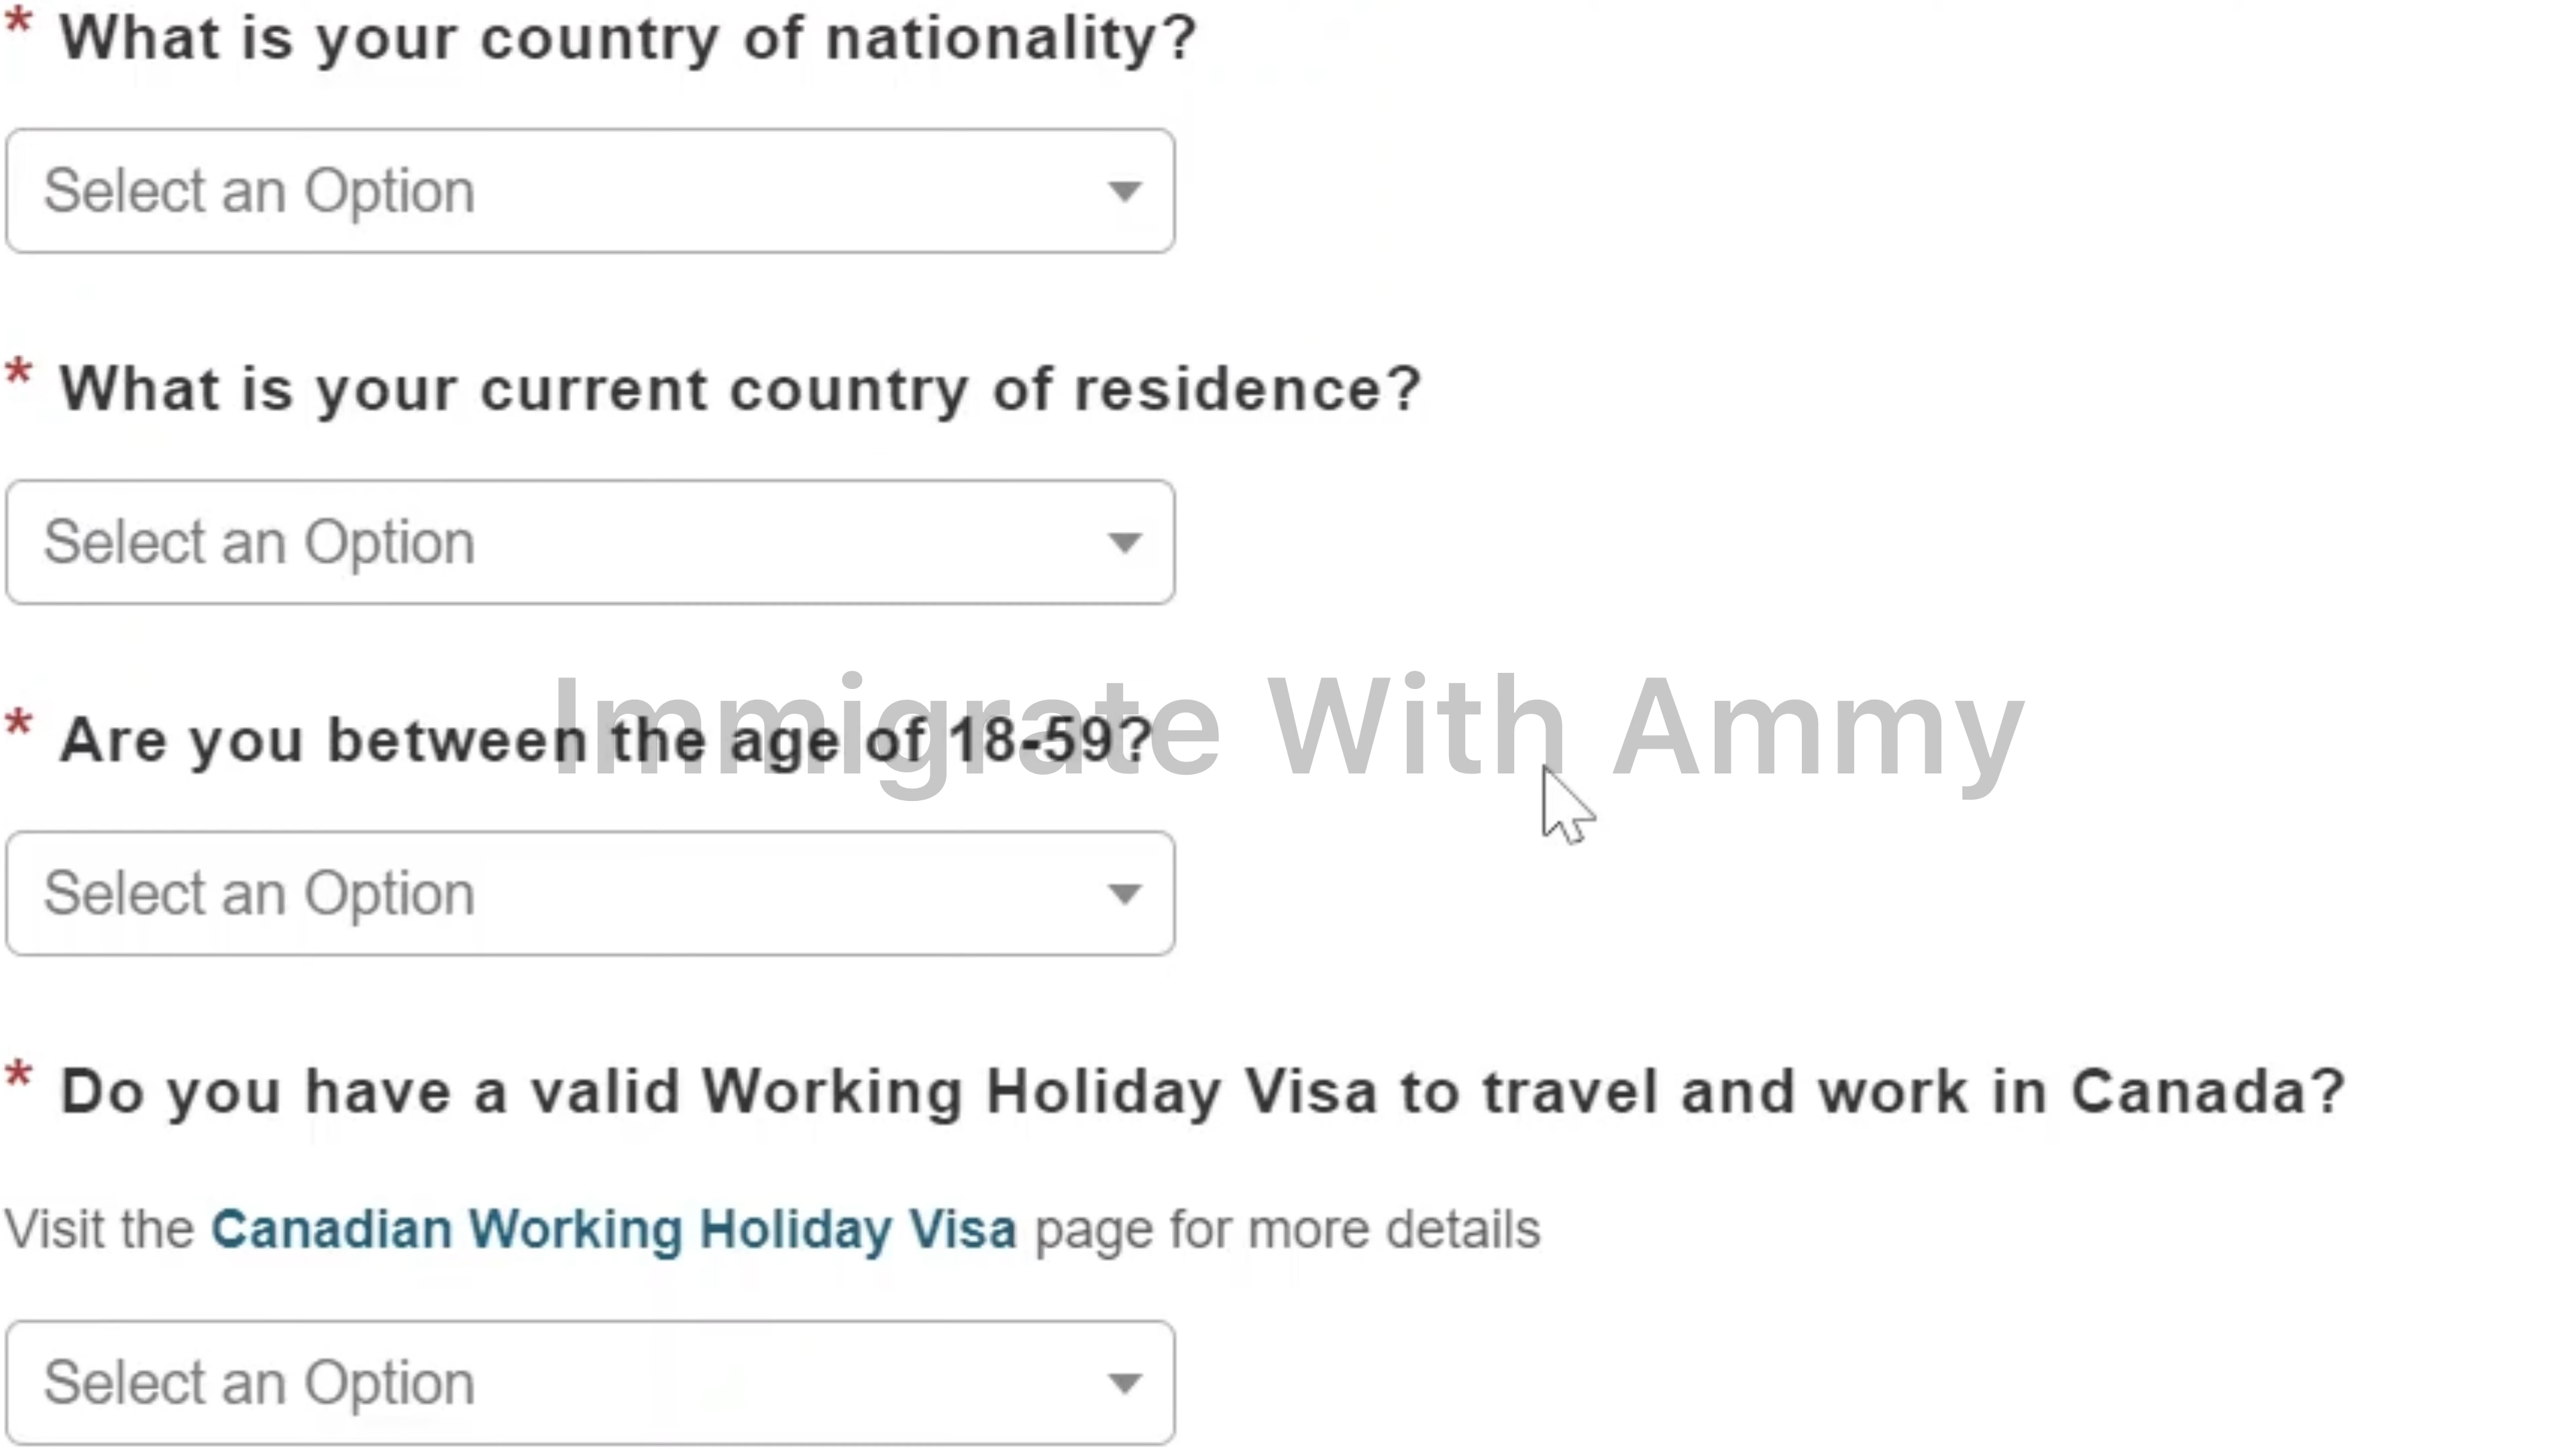 * What is your country of nationality?
Select an Option
* What is your current country of residence?
Select an Option
Immigrate With Ammy
* Are you between the age of 18-59?
Select an Option
* Do you have a valid Working Holiday Visa to travel and work in Canada?
Visit the Canadian Working Holiday Visa page for more details
Select an Option